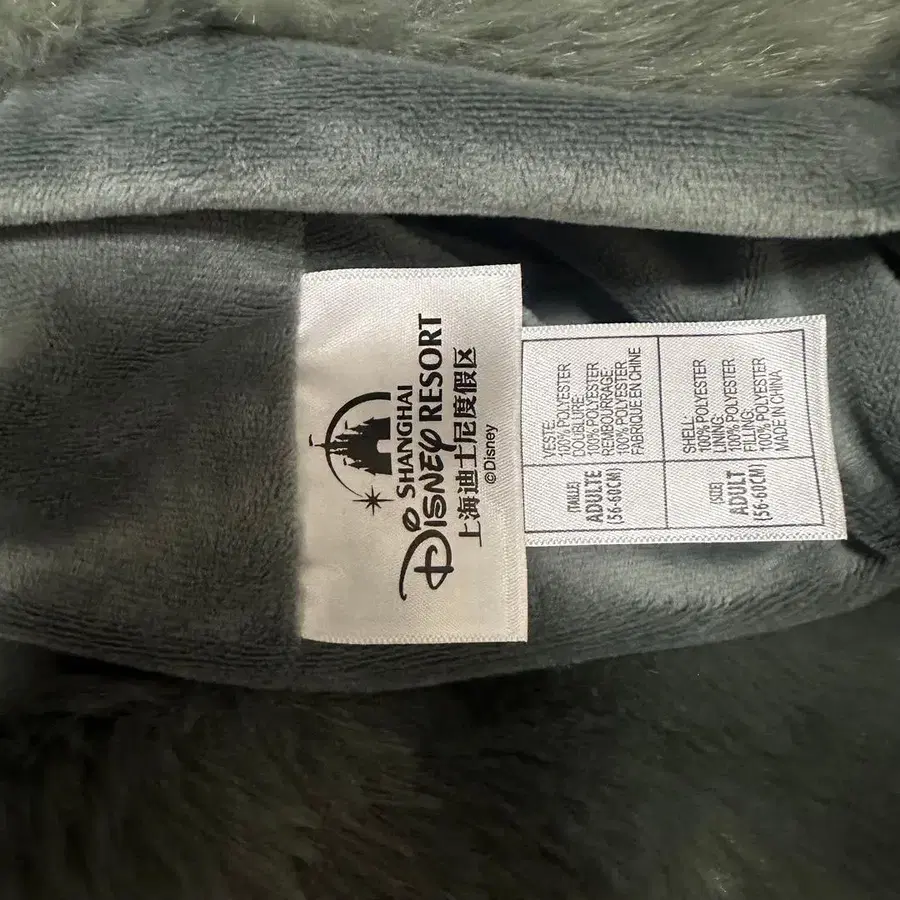 SHANGHAI
Disney RESORT
上海迪士尼度假区
©Disney
VESTE:
100% POLYESTER
DOUBLURE
100% POLYESTER
REMBOURRAGE:
100% POLYESTER
FABRIQUE EN CHINE
(TAILLE)
ADULTE
(56-60CM)
SHELL:
100% POLYESTER
LINING:
100% POLYESTER
FILLING:
100% POLYESTER
MADE IN CHINA
(SIZE)
ADULT
(56-60CM)